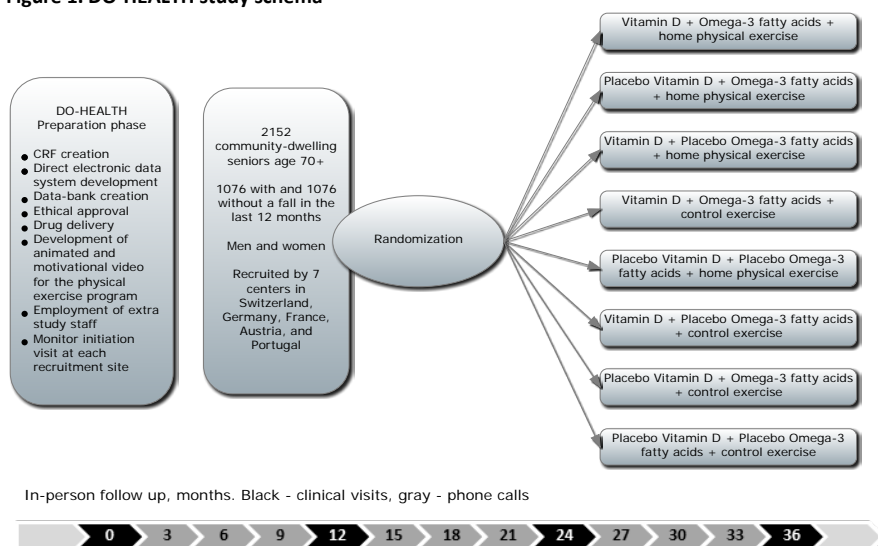 Figure 1. DO-HEALTH study schema
DO-HEALTH
Preparation phase
● CRF creation
● Direct electronic data
system development
● Data-bank creation
● Ethical approval
● Drug delivery
● Development of
animated and
motivational video
for the physical
exercise program
● Employment of extra
study staff
● Monitor initiation
visit at each
recruitment site
2152
community-dwelling
seniors age 70+
1076 with and 1076
without a fall in the
last 12 months
Men and women
Recruited by 7
centers in
Switzerland,
Germany, France,
Austria, and
Portugal
Randomization
Vitamin D + Omega-3 fatty acids +
home physical exercise
Placebo Vitamin D + Omega-3 fatty acids
+ home physical exercise
Vitamin D + Placebo Omega-3 fatty acids
+ home physical exercise
Vitamin D + Omega-3 fatty acids +
control exercise
Placebo Vitamin D + Placebo Omega-3
fatty acids + home physical exercise
Vitamin D + Placebo Omega-3 fatty acids
+ control exercise
Placebo Vitamin D + Omega-3 fatty acids
+ control exercise
Placebo Vitamin D + Placebo Omega-3
fatty acids + control exercise
In-person follow up, months. Black - clinical visits, gray - phone calls
0 3 6 9 12 15 18 21 24 27 30 33 36